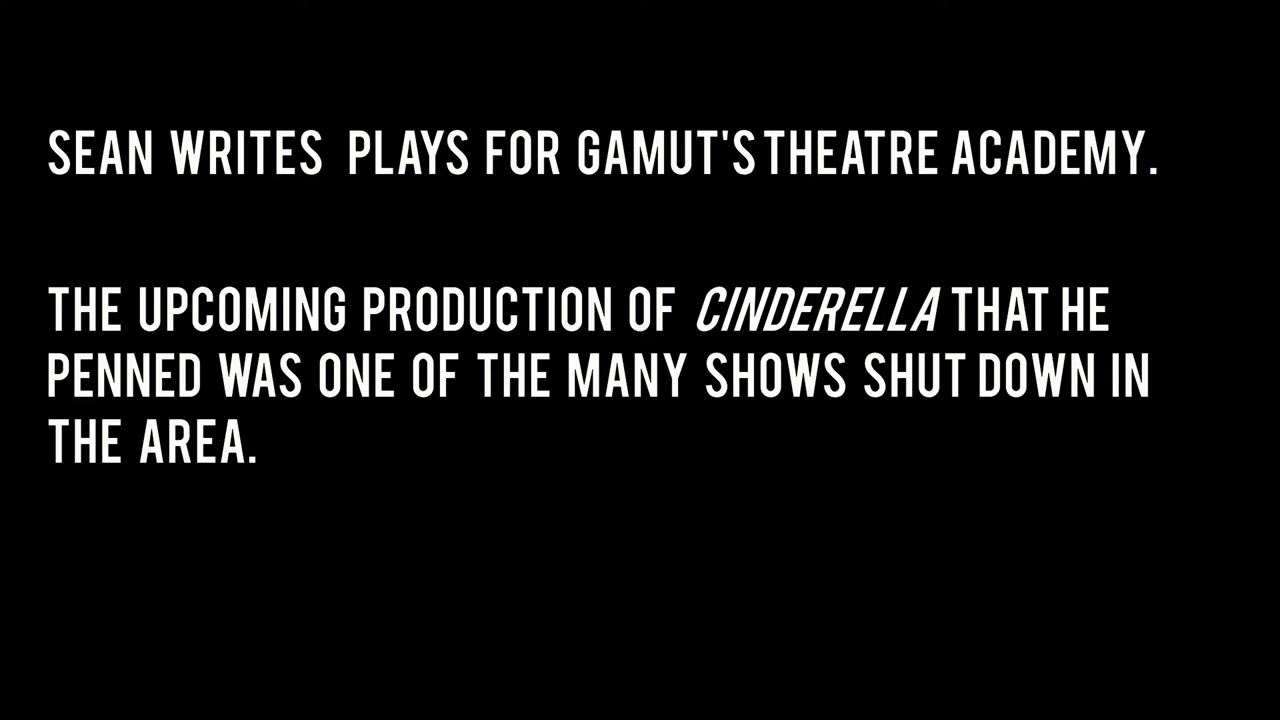 SEAN WRITES PLAYS FOR GAMUT'S THEATRE ACADEMY.
THE UPCOMING PRODUCTION OF CINDERELLA THAT HE
PENNED WAS ONE OF THE MANY SHOWS SHUT DOWN IN
THE AREA.